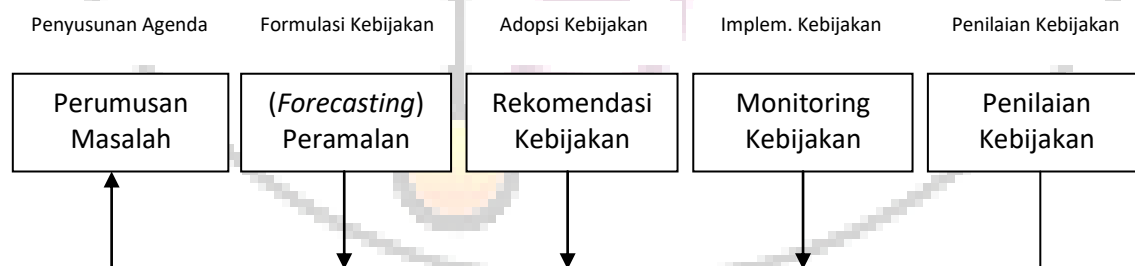 Penyusunan Agenda
Formulasi Kebijakan
Adopsi Kebijakan
Implem. Kebijakan
Penilaian Kebijakan
Perumusan
Masalah
(Forecasting)
Peramalan
Rekomendasi
Kebijakan
Monitoring
Kebijakan
Penilaian
Kebijakan